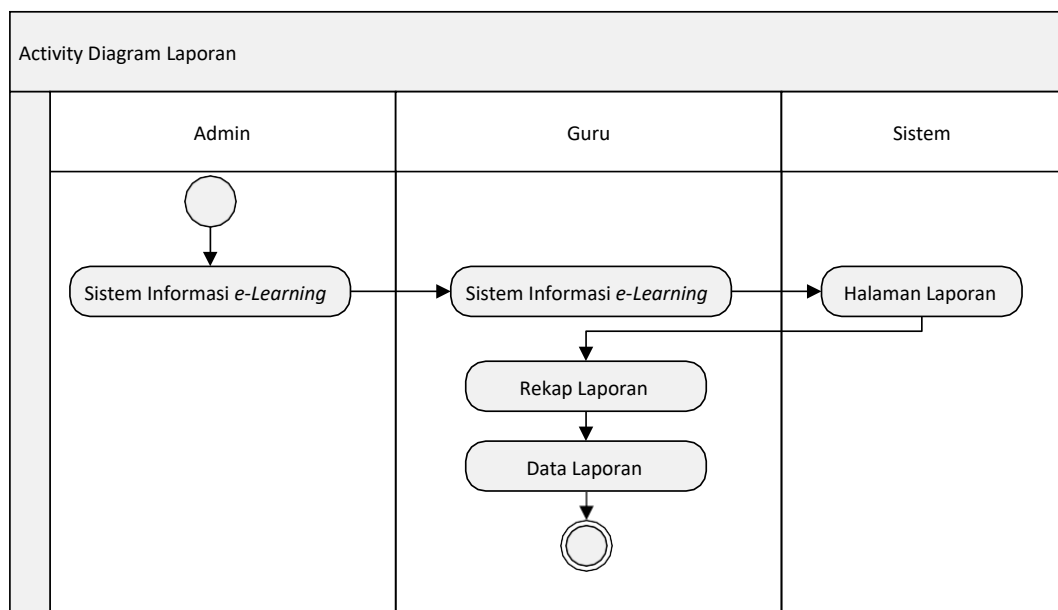 Activity Diagram Laporan
Admin
Guru
Sistem
Sistem Informasi e-Learning
Sistem Informasi e-Learning
Halaman Laporan
Rekap Laporan
Data Laporan